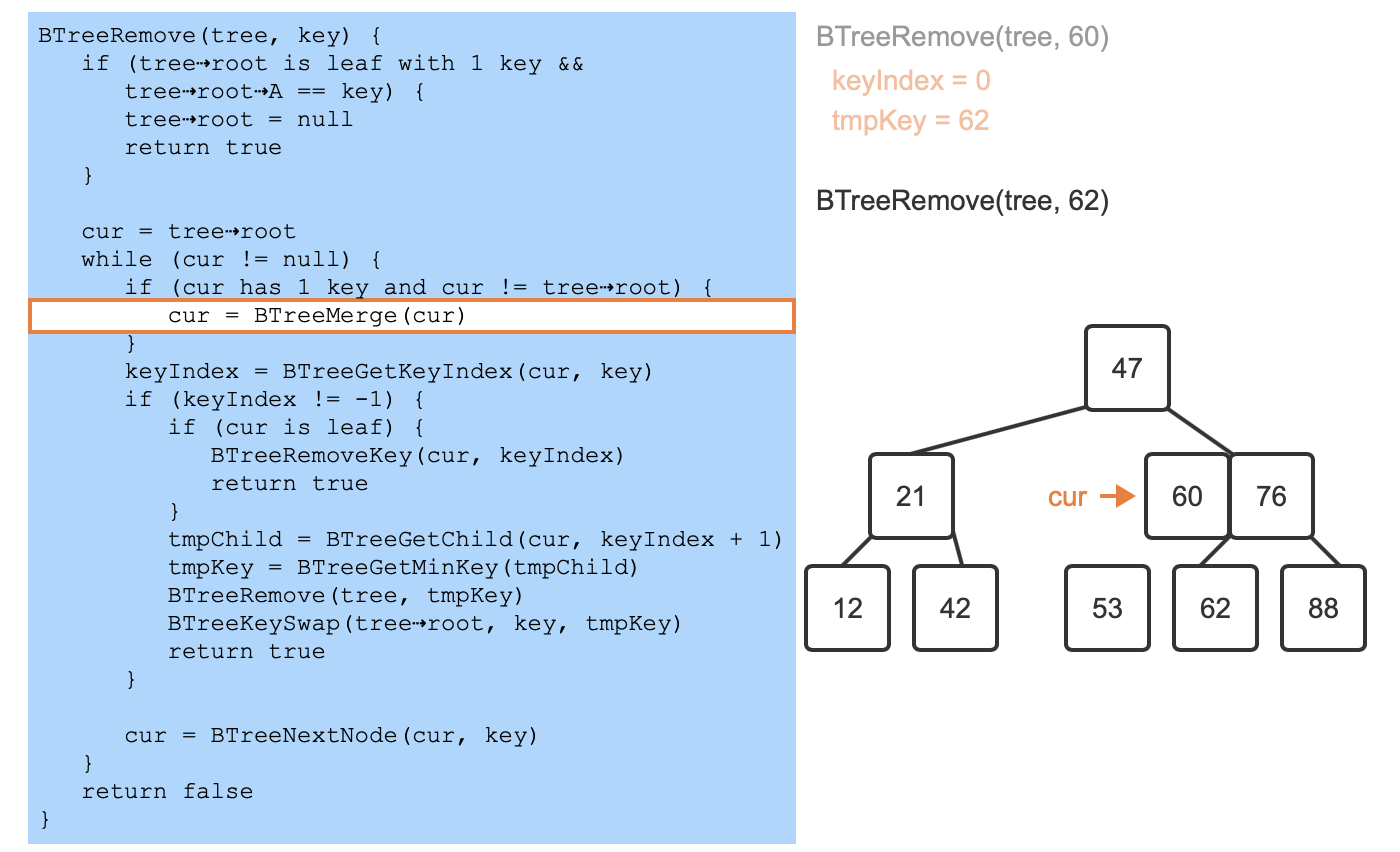 BTreeRemove(tree, key) {
   if (tree⇢root is leaf with 1 key &&
      tree⇢root⇢A == key) {
      tree⇢root = null
      return true
   }
   cur = tree⇢root
   while (cur != null) {
      if (cur has 1 key and cur != tree⇢root) {
         cur = BTreeMerge(cur)
      }
      keyIndex = BTreeGetKeyIndex(cur, key)
      if (keyIndex != -1) {
         if (cur is leaf) {
            BTreeRemoveKey(cur, keyIndex)
            return true
         }
         tmpChild = BTreeGetChild(cur, keyIndex + 1)
         tmpKey = BTreeGetMinKey(tmpChild)
         BTreeRemove(tree, tmpKey)
         BTreeKeySwap(tree⇢root, key, tmpKey)
         return true
      }
      cur = BTreeNextNode(cur, key)
   }
   return false
}
BTreeRemove(tree, 60)
keyIndex = 0
tmpKey = 62
BTreeRemove(tree, 62)
47
21 cur 60 76
12 42 53 62 88